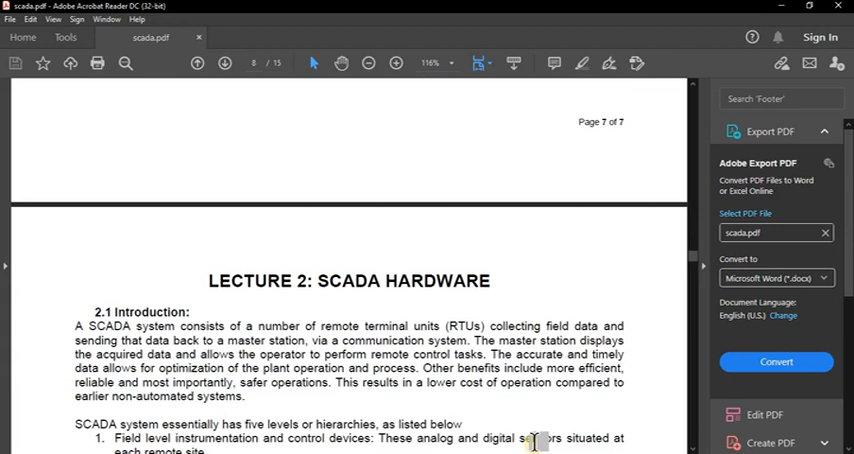 scada.pdf - Adobe Acrobat Reader DC (32-bit)
File Edit View Sign Window Help
Home Tools scada.pdf × Sign In
8 / 15 116%
Page 7 of 7
LECTURE 2: SCADA HARDWARE
2.1 Introduction:
A SCADA system consists of a number of remote terminal units (RTUs) collecting field data and
sending that data back to a master station, via a communication system. The master station displays
the acquired data and allows the operator to perform remote control tasks. The accurate and timely
data allows for optimization of the plant operation and process. Other benefits include more efficient,
reliable and most importantly, safer operations. This results in a lower cost of operation compared to
earlier non-automated systems.
SCADA system essentially has five levels or hierarchies, as listed below
1. Field level instrumentation and control devices: These analog and digital situated at
each remote site.
Search 'Footer'
Export PDF
Adobe Export PDF
Convert PDF Files to Word
or Excel Online
Select PDF File
scada.pdf
Convert to
Microsoft Word (*.docx)
Document Language:
English (U.S.) Change
Convert
Edit PDF
Create PDF